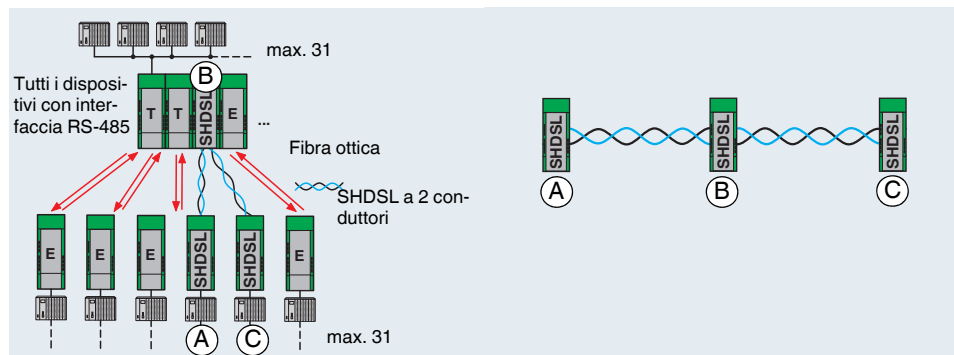 max. 31
B
Tutti i disposi-
tivi con inter-
faccia RS-485
T
T
SHDSL
E
...
Fibra ottica
SHDSL a 2 con-
duttori
E
E
E
SHDSL
SHDSL
E
A
C
max. 31
SHDSL
SHDSL
SHDSL
A
B
C